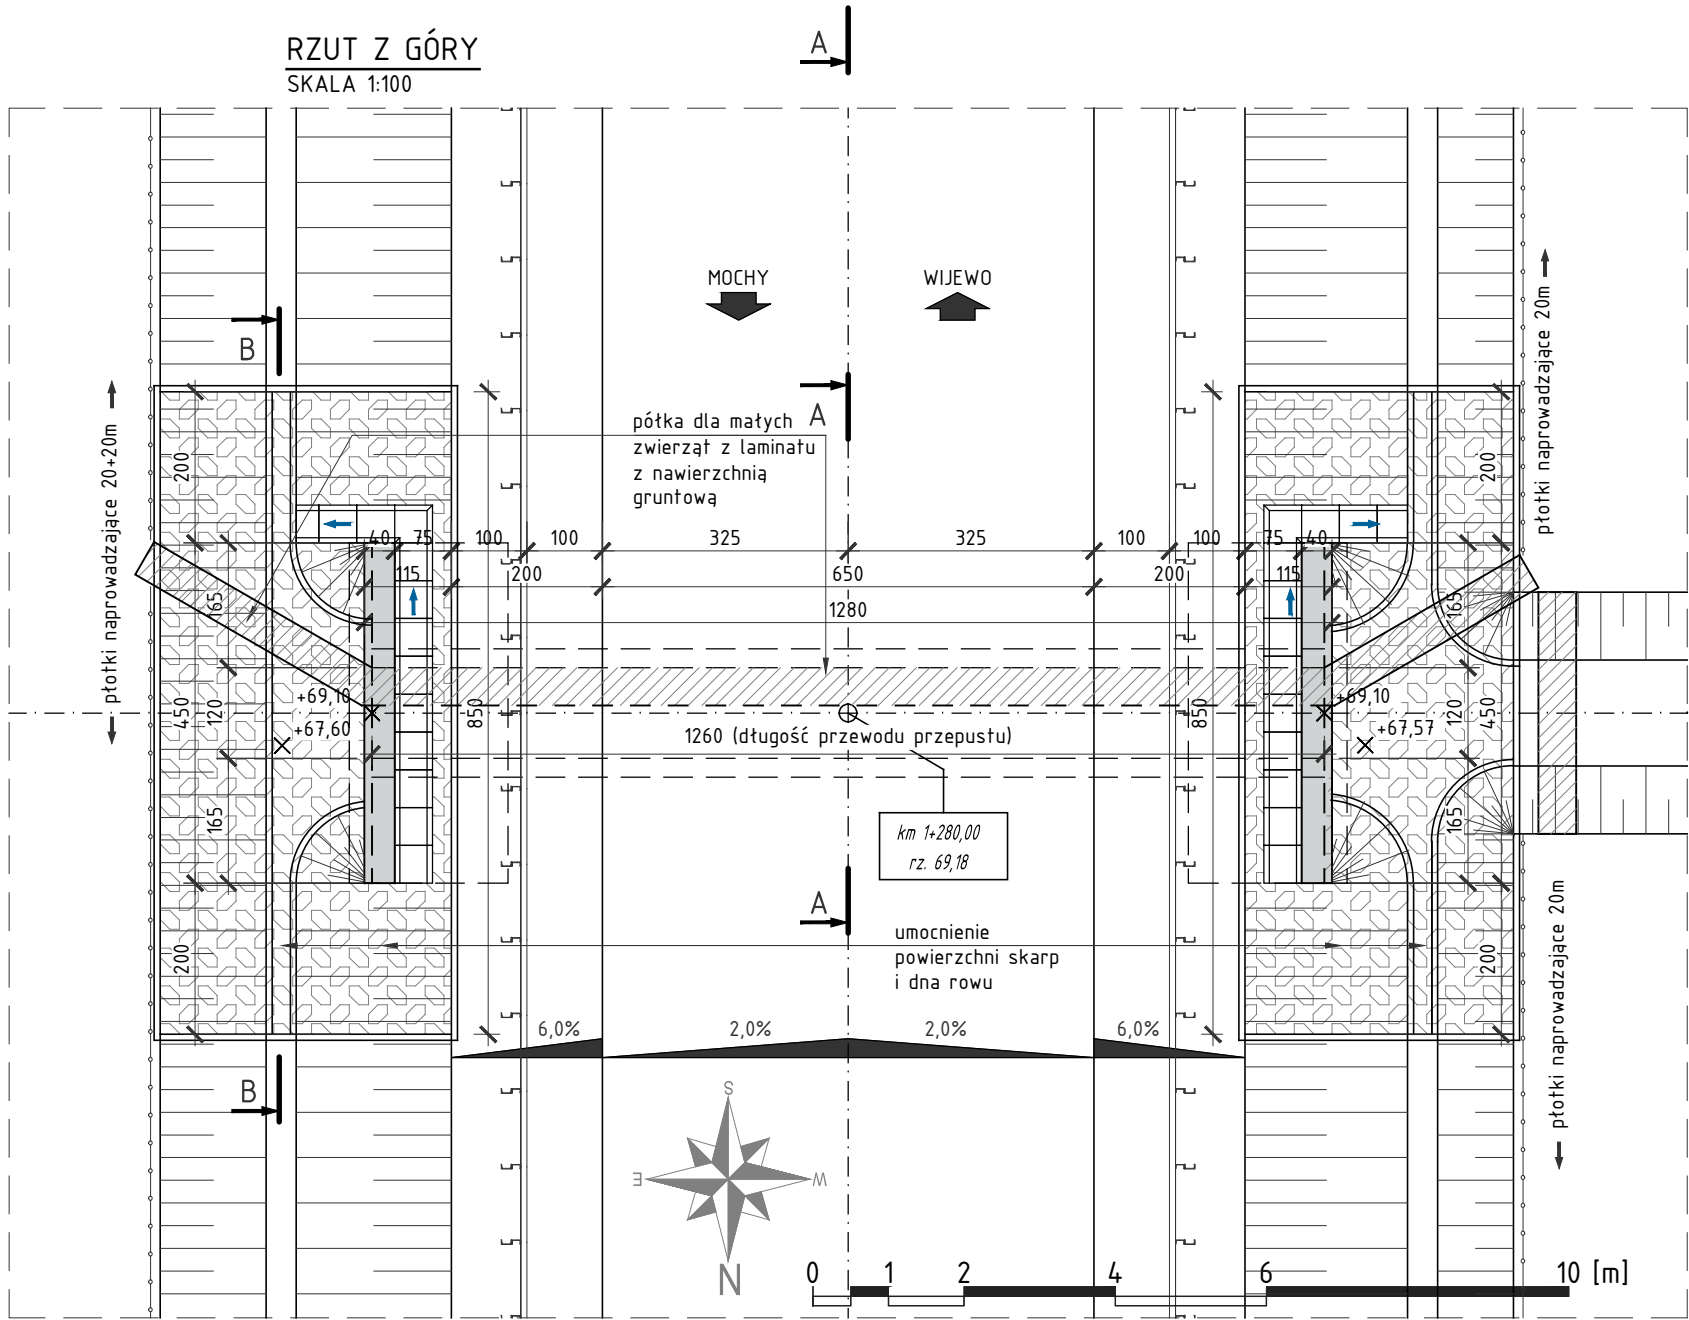 RZUT Z GÓRY
SKALA 1:100
A
MOCHY
WIJEWO
B
A
półka dla małych
zwierząt z laminatu
z nawierzchnią
gruntową
płotki naprowadzające 20+20m
płotki naprowadzające 20m
200
200
40
75
100
100
325
325
100
100
75
40
115
200
650
200
115
1280
165
165
+69,10
+67,60
450
120
850
850
+69,10
+67,57
120
450
1260 (długość przewodu przepustu)
165
165
km 1+280,00
rz. 69,18
A
umocnienie
powierzchni skarp
i dna rowu
200
200
płotki naprowadzające 20m
6,0%
2,0%
2,0%
6,0%
B
S
E
W
N
0
1
2
4
6
10 [m]